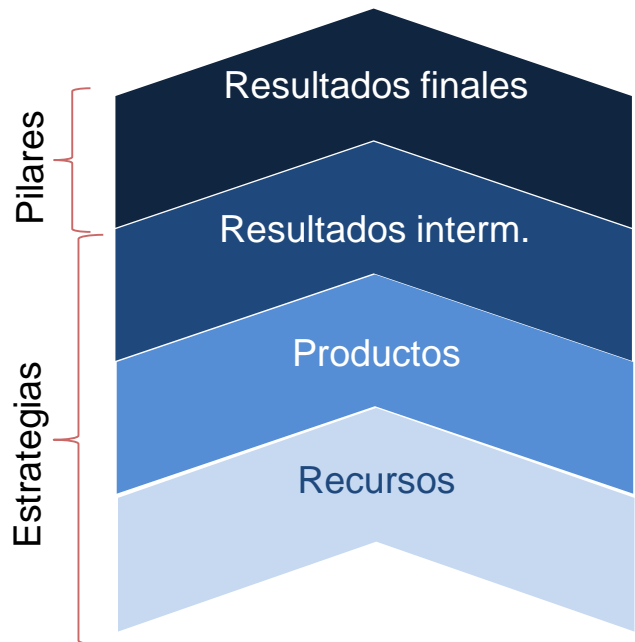 Resultados finales
Pilares
Resultados interm.
Productos
Estrategias
Recursos